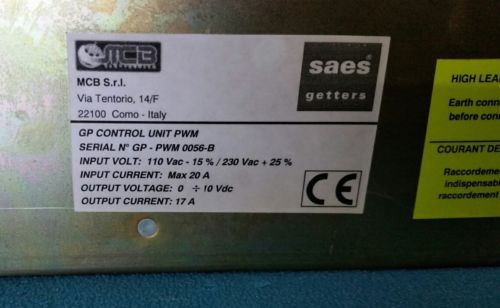 MCB
saes
getters
MCB S.r.l.
Via Tentorio, 14/F
22100 Como - Italy
GP CONTROL UNIT PWM
SERIAL N° GP - PWM 0056-B
INPUT VOLT: 110 Vac - 15 % / 230 Vac + 25 %
INPUT CURRENT: Max 20 A
OUTPUT VOLTAGE: 0 ÷ 10 Vdc
OUTPUT CURRENT: 17 A
CE
HIGH LEA
Earth conn
before conn
COURANT DE
Raccordeme
indispensab
raccordement